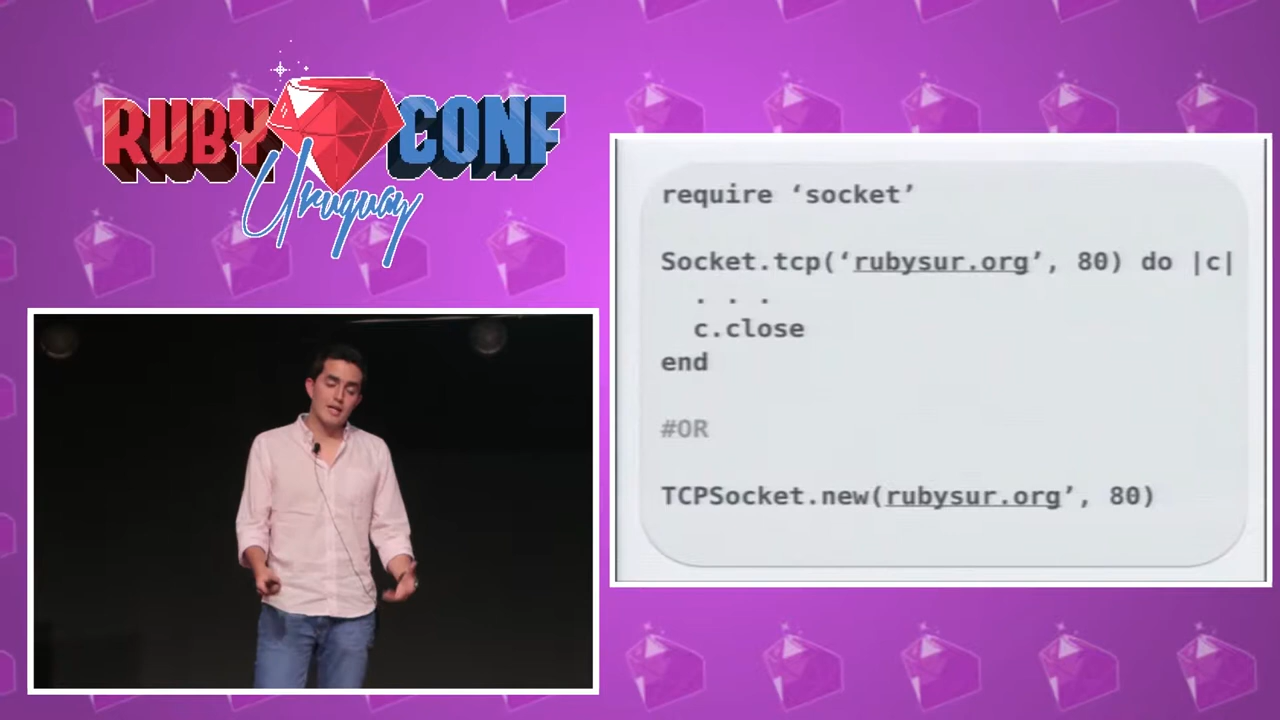 RUBY CONF
Uruguay
require ‘socket’
Socket.tcp(‘rubysur.org’, 80) do |c|
. . .
c.close
end
#OR
TCPSocket.new(rubysur.org’, 80)